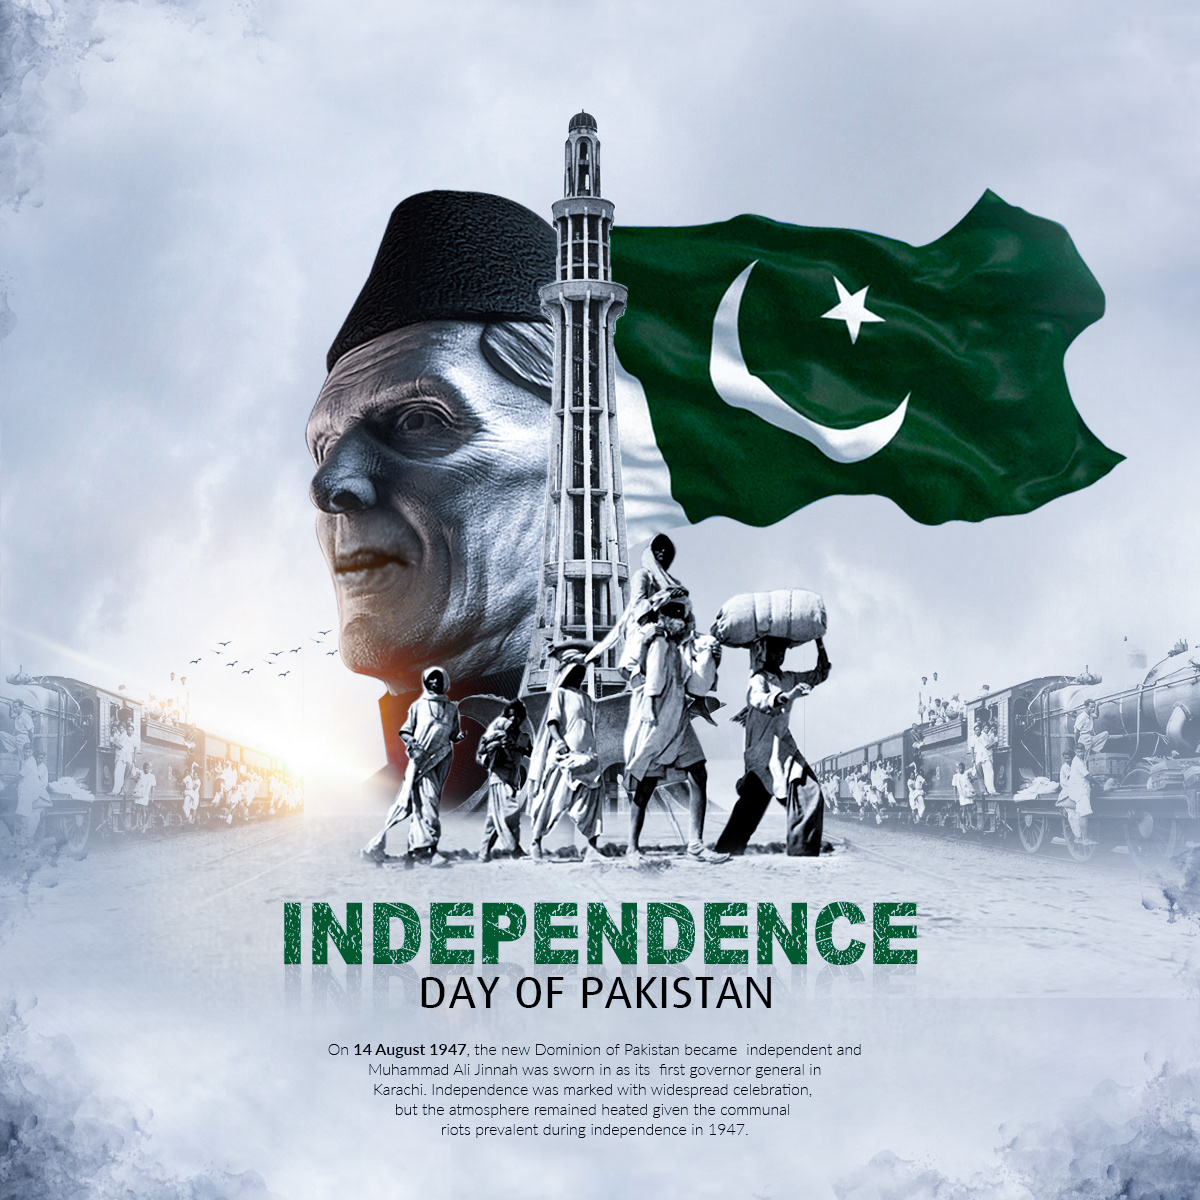 INDEPENDENCE
DAY OF PAKISTAN
On 14 August 1947, the new Dominion of Pakistan became independent and
Muhammad Ali Jinnah was sworn in as its first governor general in
Karachi. Independence was marked with widespread celebration,
but the atmosphere remained heated given the communal
riots prevalent during independence in 1947.